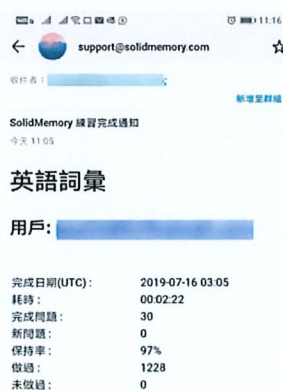 11:16
support@solidmemory.com
收件者：
新增至群組
SolidMemory 練習完成通知
今天 11:05
英語詞彙
用戶:
完成日期(UTC)： 2019-07-16 03:05
耗時： 00:02:22
完成問題： 30
新問題： 0
保持率： 97%
做過： 1228
未做過： 0